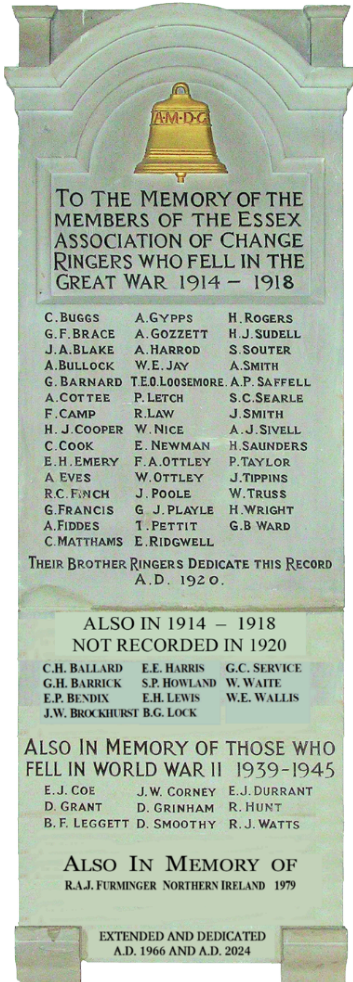 A·M·D·G
TO THE MEMORY OF THE
MEMBERS OF THE ESSEX
ASSOCIATION OF CHANGE
RINGERS WHO FELL IN THE
GREAT WAR 1914 – 1918
C. BUGGS A. GYPPS H. ROGERS
G. F. BRACE A. GOZZETT H. J. SUDELL
J. A. BLAKE A. HARROD S. SOUTER
A. BULLOCK W. E. JAY A. SMITH
G. BARNARD T.E.O. LOOSEMORE. A. P. SAFFELL
A. COTTEE P. LETCH S. C. SEARLE
F. CAMP R. LAW J. SMITH
H. J. COOPER W. NICE A. J. SIVELL
C. COOK E. NEWMAN H. SAUNDERS
E. H. EMERY F. A. OTTLEY P. TAYLOR
A EVES W. OTTLEY J. TIPPINS
R.C. FINCH J. POOLE W. TRUSS
G. FRANCIS G J. PLAYLE H. WRIGHT
A. FIDDES T. PETTIT G. B WARD
C. MATTHAMS E. RIDGWELL
THEIR BROTHER RINGERS DEDICATE THIS RECORD
A.D. 1920.
ALSO IN 1914 – 1918
NOT RECORDED IN 1920
C.H. BALLARD E.E. HARRIS G.C. SERVICE
G.H. BARRICK S.P. HOWLAND W. WAITE
E.P. BENDIX E.H. LEWIS W.E. WALLIS
J.W. BROCKHURST B.G. LOCK
ALSO IN MEMORY OF THOSE WHO
FELL IN WORLD WAR II 1939-1945
E. J. COE J. W. CORNEY E. J. DURRANT
D. GRANT D. GRINHAM R. HUNT
B. F. LEGGETT D. SMOOTHY R. J. WATTS
ALSO IN MEMORY OF
R.A.J. FURMINGER NORTHERN IRELAND 1979
EXTENDED AND DEDICATED
A.D. 1966 AND A.D. 2024